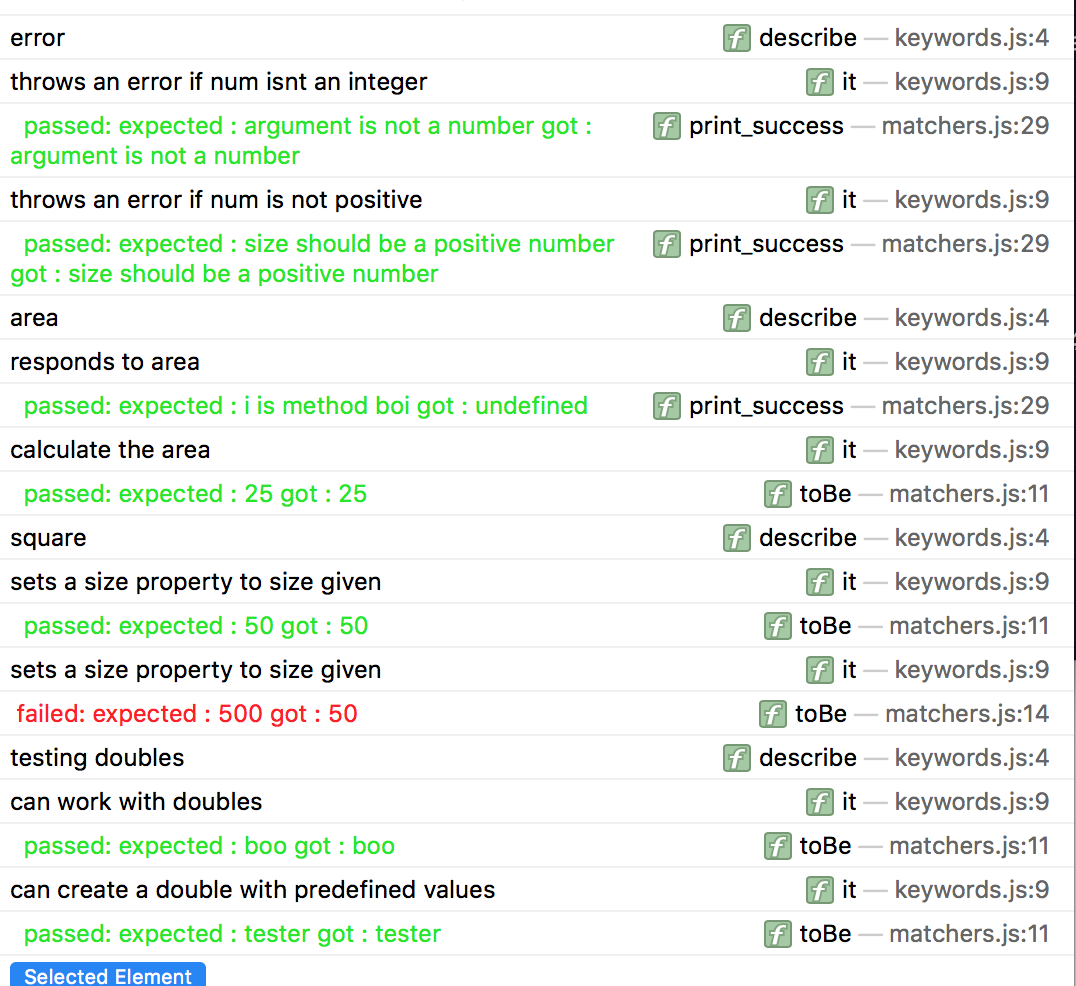 error f describe — keywords.js:4
throws an error if num isnt an integer f it — keywords.js:9
passed: expected : argument is not a number got : f print_success — matchers.js:29
argument is not a number
throws an error if num is not positive f it — keywords.js:9
passed: expected : size should be a positive number f print_success — matchers.js:29
got : size should be a positive number
area f describe — keywords.js:4
responds to area f it — keywords.js:9
passed: expected : i is method boi got : undefined f print_success — matchers.js:29
calculate the area f it — keywords.js:9
passed: expected : 25 got : 25 f toBe — matchers.js:11
square f describe — keywords.js:4
sets a size property to size given f it — keywords.js:9
passed: expected : 50 got : 50 f toBe — matchers.js:11
sets a size property to size given f it — keywords.js:9
failed: expected : 500 got : 50 f toBe — matchers.js:14
testing doubles f describe — keywords.js:4
can work with doubles f it — keywords.js:9
passed: expected : boo got : boo f toBe — matchers.js:11
can create a double with predefined values f it — keywords.js:9
passed: expected : tester got : tester f toBe — matchers.js:11
Selected Element